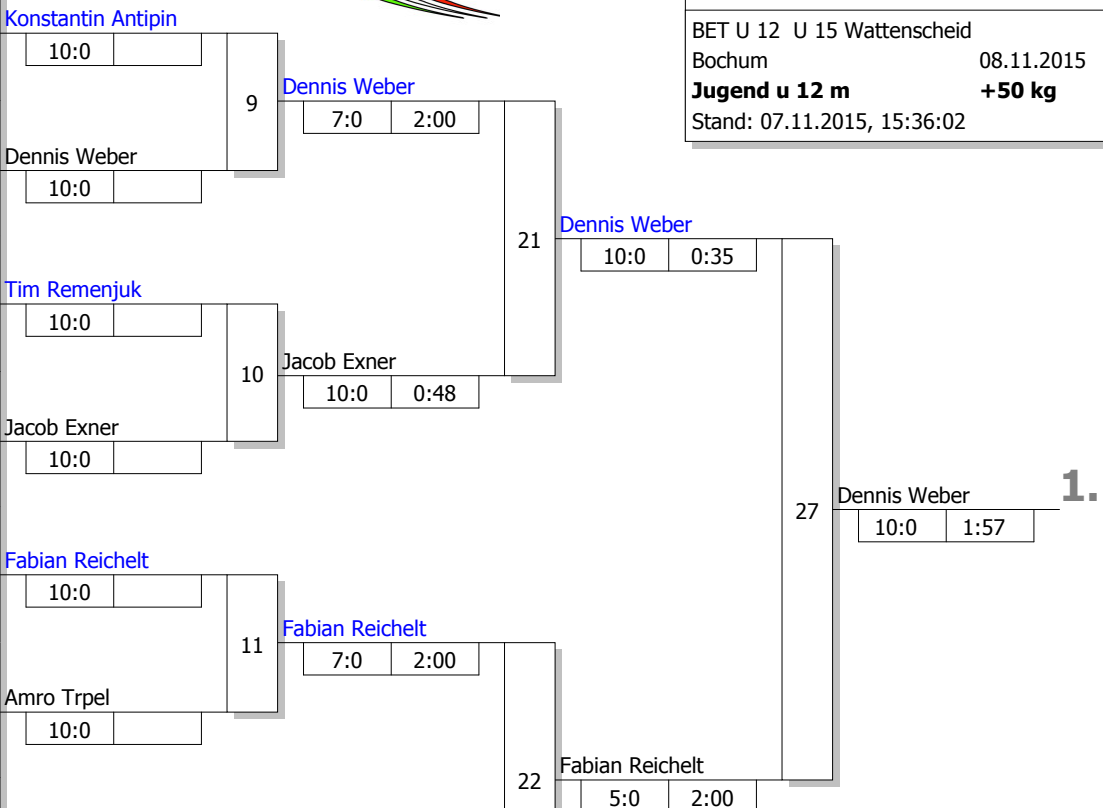 Konstantin Antipin
10:0
BET U 12 U 15 Wattenscheid
Bochum 08.11.2015
Jugend u 12 m +50 kg
Stand: 07.11.2015, 15:36:02
9
Dennis Weber
7:0 2:00
Dennis Weber
10:0
21
Dennis Weber
10:0 0:35
Tim Remenjuk
10:0
10
Jacob Exner
10:0 0:48
Jacob Exner
10:0
27
Dennis Weber 1.
10:0 1:57
Fabian Reichelt
10:0
11
Fabian Reichelt
7:0 2:00
Amro Trpel
10:0
22
Fabian Reichelt
5:0 2:00